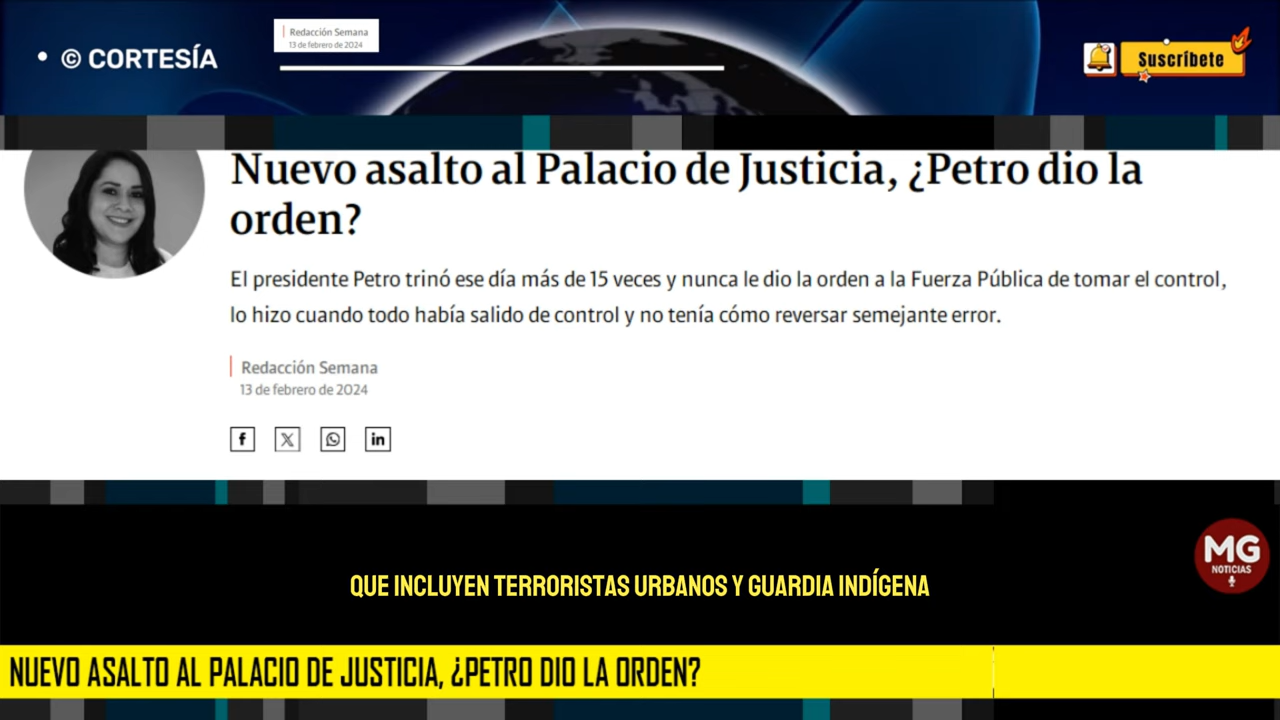 © CORTESÍA
Redacción Semana
13 de febrero de 2024
Suscríbete
Nuevo asalto al Palacio de Justicia, ¿Petro dio la
orden?
El presidente Petro trinó ese día más de 15 veces y nunca le dio la orden a la Fuerza Pública de tomar el control,
lo hizo cuando todo había salido de control y no tenía cómo reversar semejante error.
Redacción Semana
13 de febrero de 2024
MG
NOTICIAS
QUE INCLUYEN TERRORISTAS URBANOS Y GUARDIA INDÍGENA
NUEVO ASALTO AL PALACIO DE JUSTICIA, ¿PETRO DIO LA ORDEN?